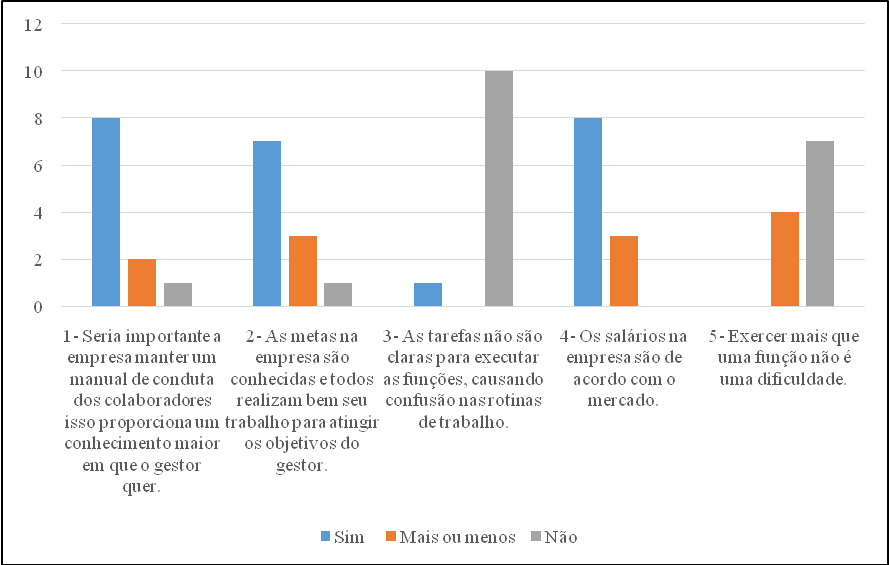 12
10
8
6
4
2
0
1- Seria importante a
empresa manter um
manual de conduta
dos colaboradores
isso proporciona um
conhecimento maior
em que o gestor
quer.
2- As metas na
empresa são
conhecidas e todos
realizam bem seu
trabalho para atingir
os objetivos do
gestor.
3- As tarefas não são
claras para executar
as funções, causando
confusão nas rotinas
de trabalho.
4- Os salários na
empresa são de
acordo com o
mercado.
5- Exercer mais que
uma função não é
uma dificuldade.
Sim
Mais ou menos
Não